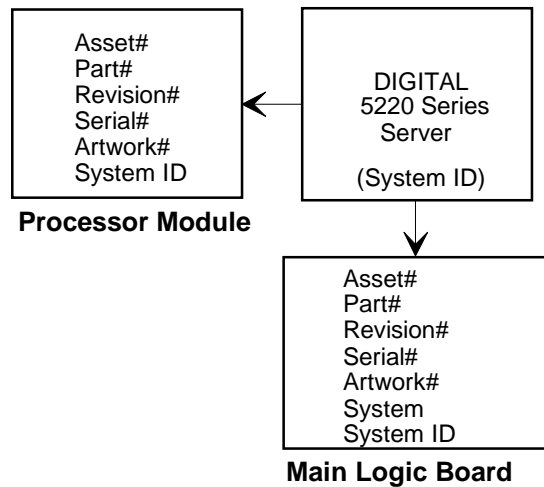 Asset#
Part#
Revision#
Serial#
Artwork#
System ID
Processor Module
DIGITAL
5220 Series
Server
(System ID)
Asset#
Part#
Revision#
Serial#
Artwork#
System
System ID
Main Logic Board